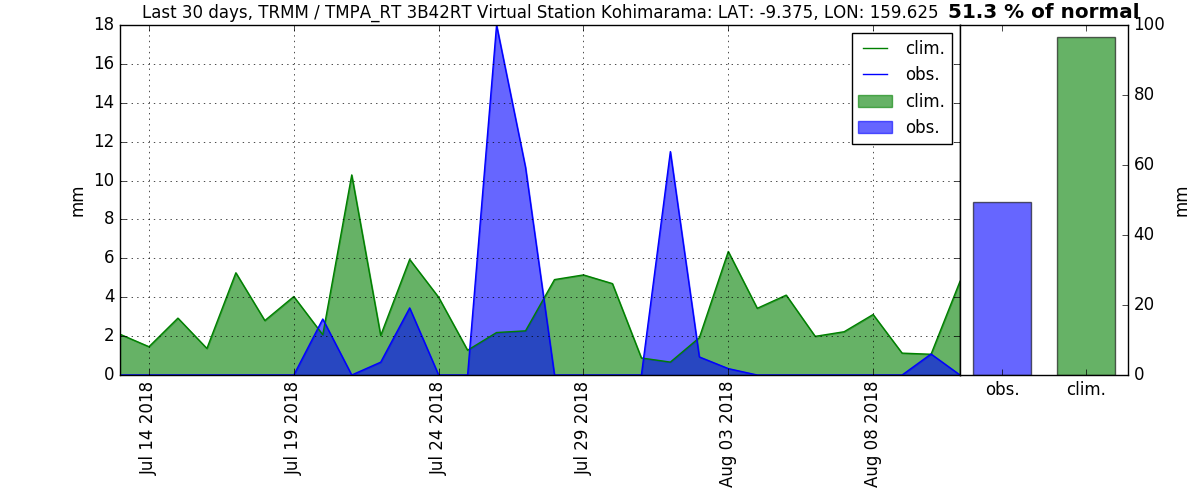 Last 30 days, TRMM / TMPA_RT 3B42RT Virtual Station Kohimarama: LAT: -9.375, LON: 159.625
51.3 % of normal
18
16
14
12
10
8
6
4
2
0
mm
clim.
obs.
clim.
obs.
Jul 14 2018
Jul 19 2018
Jul 24 2018
Jul 29 2018
Aug 03 2018
Aug 08 2018
100
80
60
40
20
0
mm
obs.
clim.